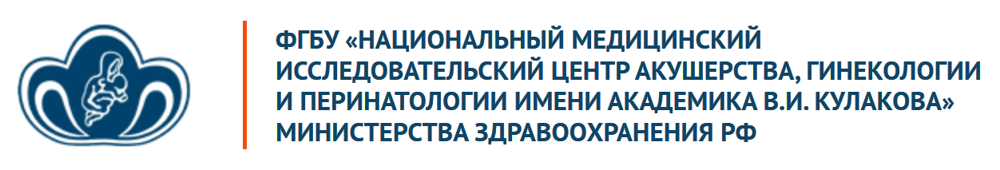 ФГБУ «НАЦИОНАЛЬНЫЙ МЕДИЦИНСКИЙ
ИССЛЕДОВАТЕЛЬСКИЙ ЦЕНТР АКУШЕРСТВА, ГИНЕКОЛОГИИ
И ПЕРИНАТОЛОГИИ ИМЕНИ АКАДЕМИКА В.И. КУЛАКОВА»
МИНИСТЕРСТВА ЗДРАВООХРАНЕНИЯ РФ